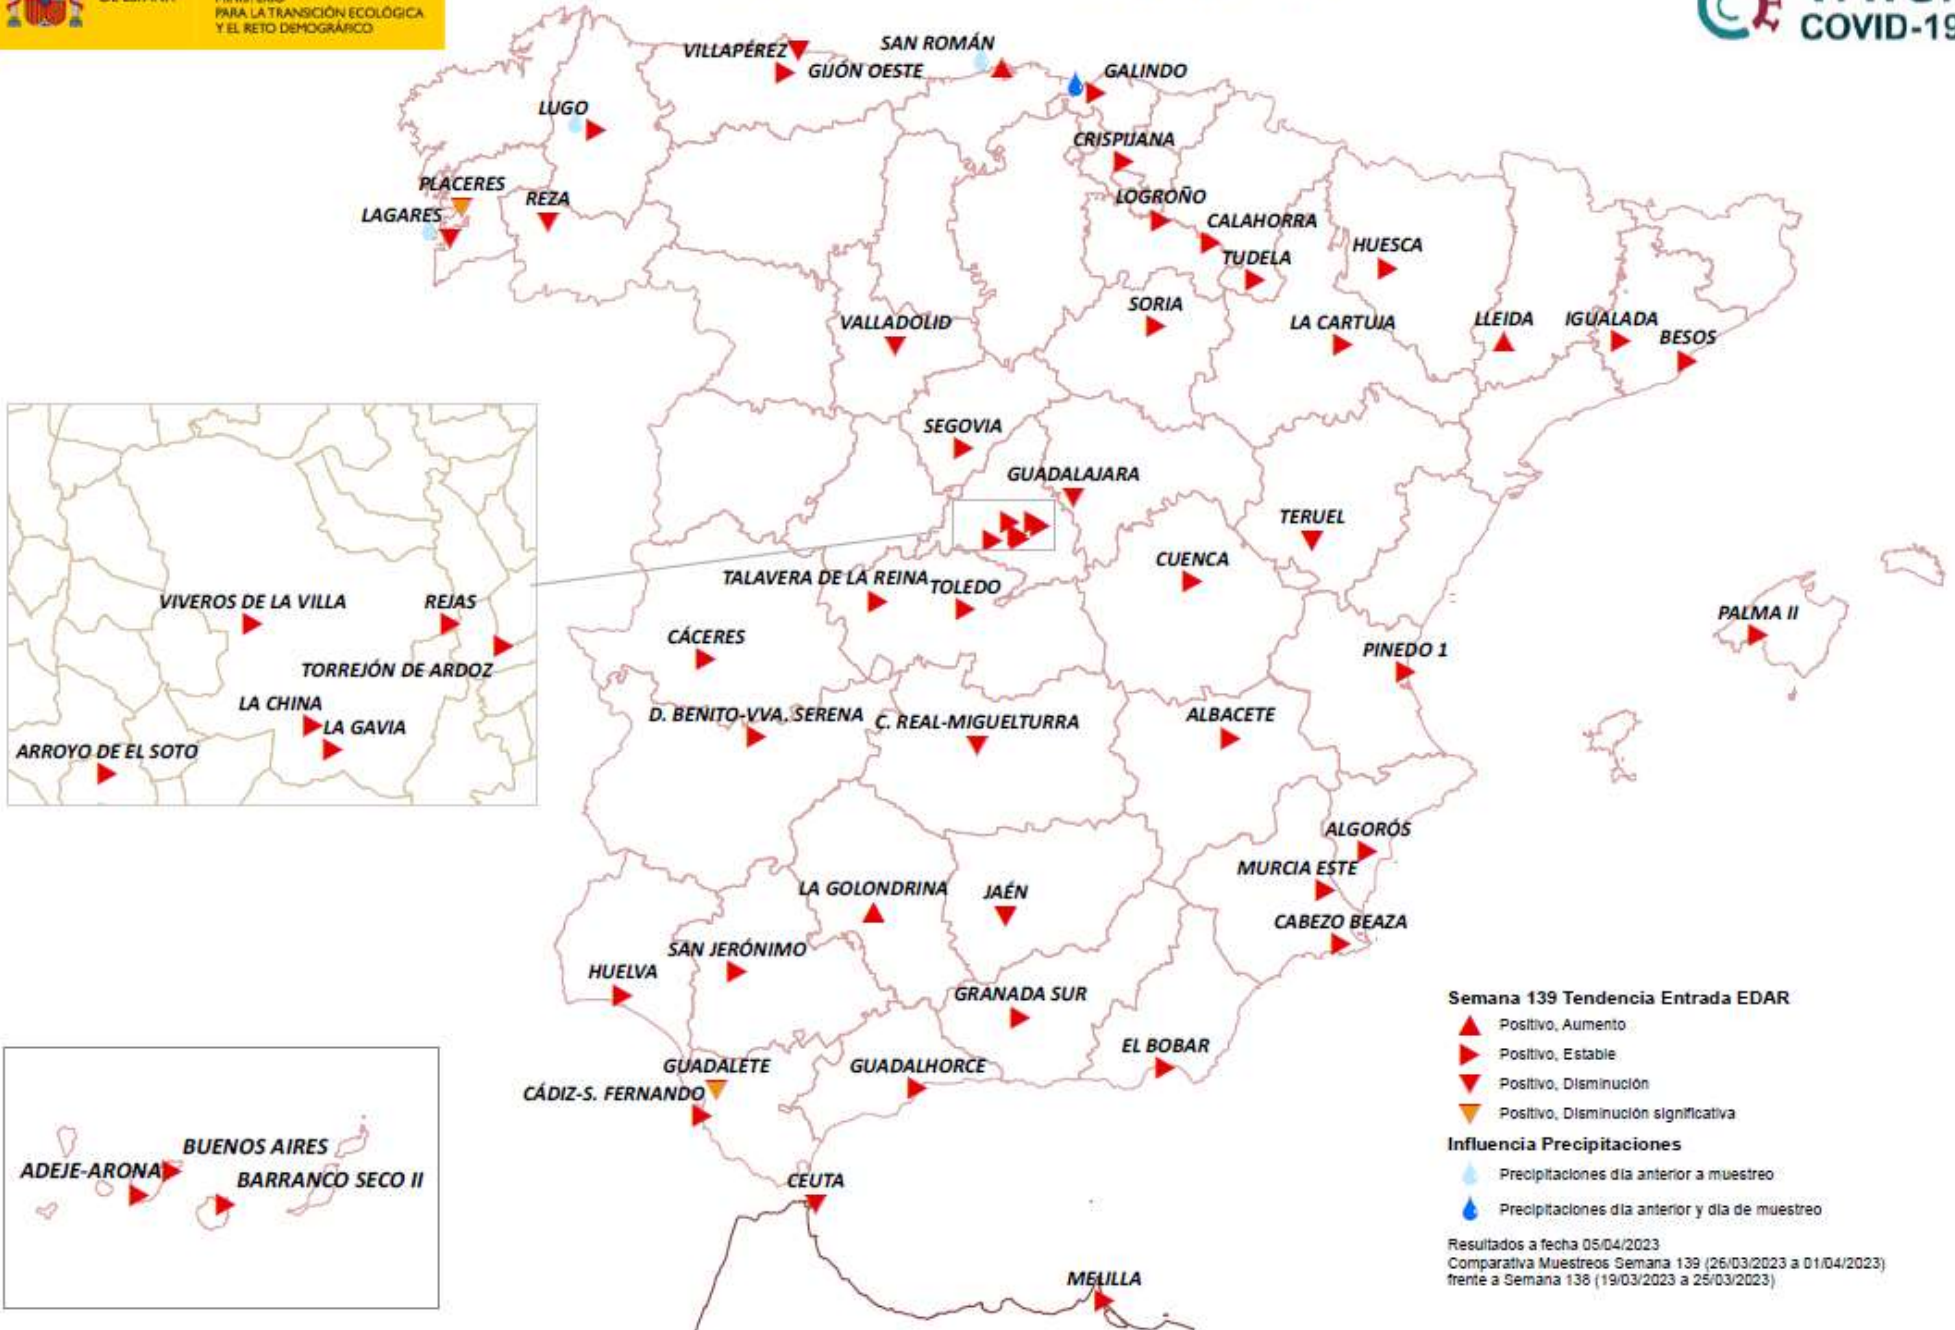 PARA LA TRANSICIÓN ECOLÓGICA
Y EL RETO DEMOGRÁFICO
COVID-19
VILLAPÉREZ
SAN ROMÁN
GIJÓN OESTE
GALINDO
LUGO
CRISPIJANA
PLACERES
REZA
LOGROÑO
LAGARES
CALAHORRA
HUESCA
TUDELA
SORIA
VALLADOLID
LA CARTUJA
LLEIDA
IGUALADA
BESOS
SEGOVIA
GUADALAJARA
TERUEL
CUENCA
TALAVERA DE LA REINA
TOLEDO
VIVEROS DE LA VILLA
REJAS
PALMA II
CÁCERES
PINEDO 1
TORREJÓN DE ARDOZ
LA CHINA
LA GAVIA
D. BENITO-VVA. SERENA
C. REAL-MIGUELTURRA
ALBACETE
ARROYO DE EL SOTO
ALGORÓS
MURCIA ESTE
LA GOLONDRINA
JAÉN
CABEZO BEAZA
SAN JERÓNIMO
HUELVA
GRANADA SUR
EL BOBAR
GUADALETE
GUADALHORCE
CÁDIZ-S. FERNANDO
BUENOS AIRES
ADEJE-ARONA
BARRANCO SECO II
CEUTA
MELILLA
Semana 139 Tendencia Entrada EDAR
Positivo, Aumento
Positivo, Estable
Positivo, Disminución
Positivo, Disminución significativa
Influencia Precipitaciones
Precipitaciones día anterior a muestreo
Precipitaciones día anterior y día de muestreo
Resultados a fecha 05/04/2023
Comparativa Muestreos Semana 139 (26/03/2023 a 01/04/2023)
frente a Semana 138 (19/03/2023 a 25/03/2023)